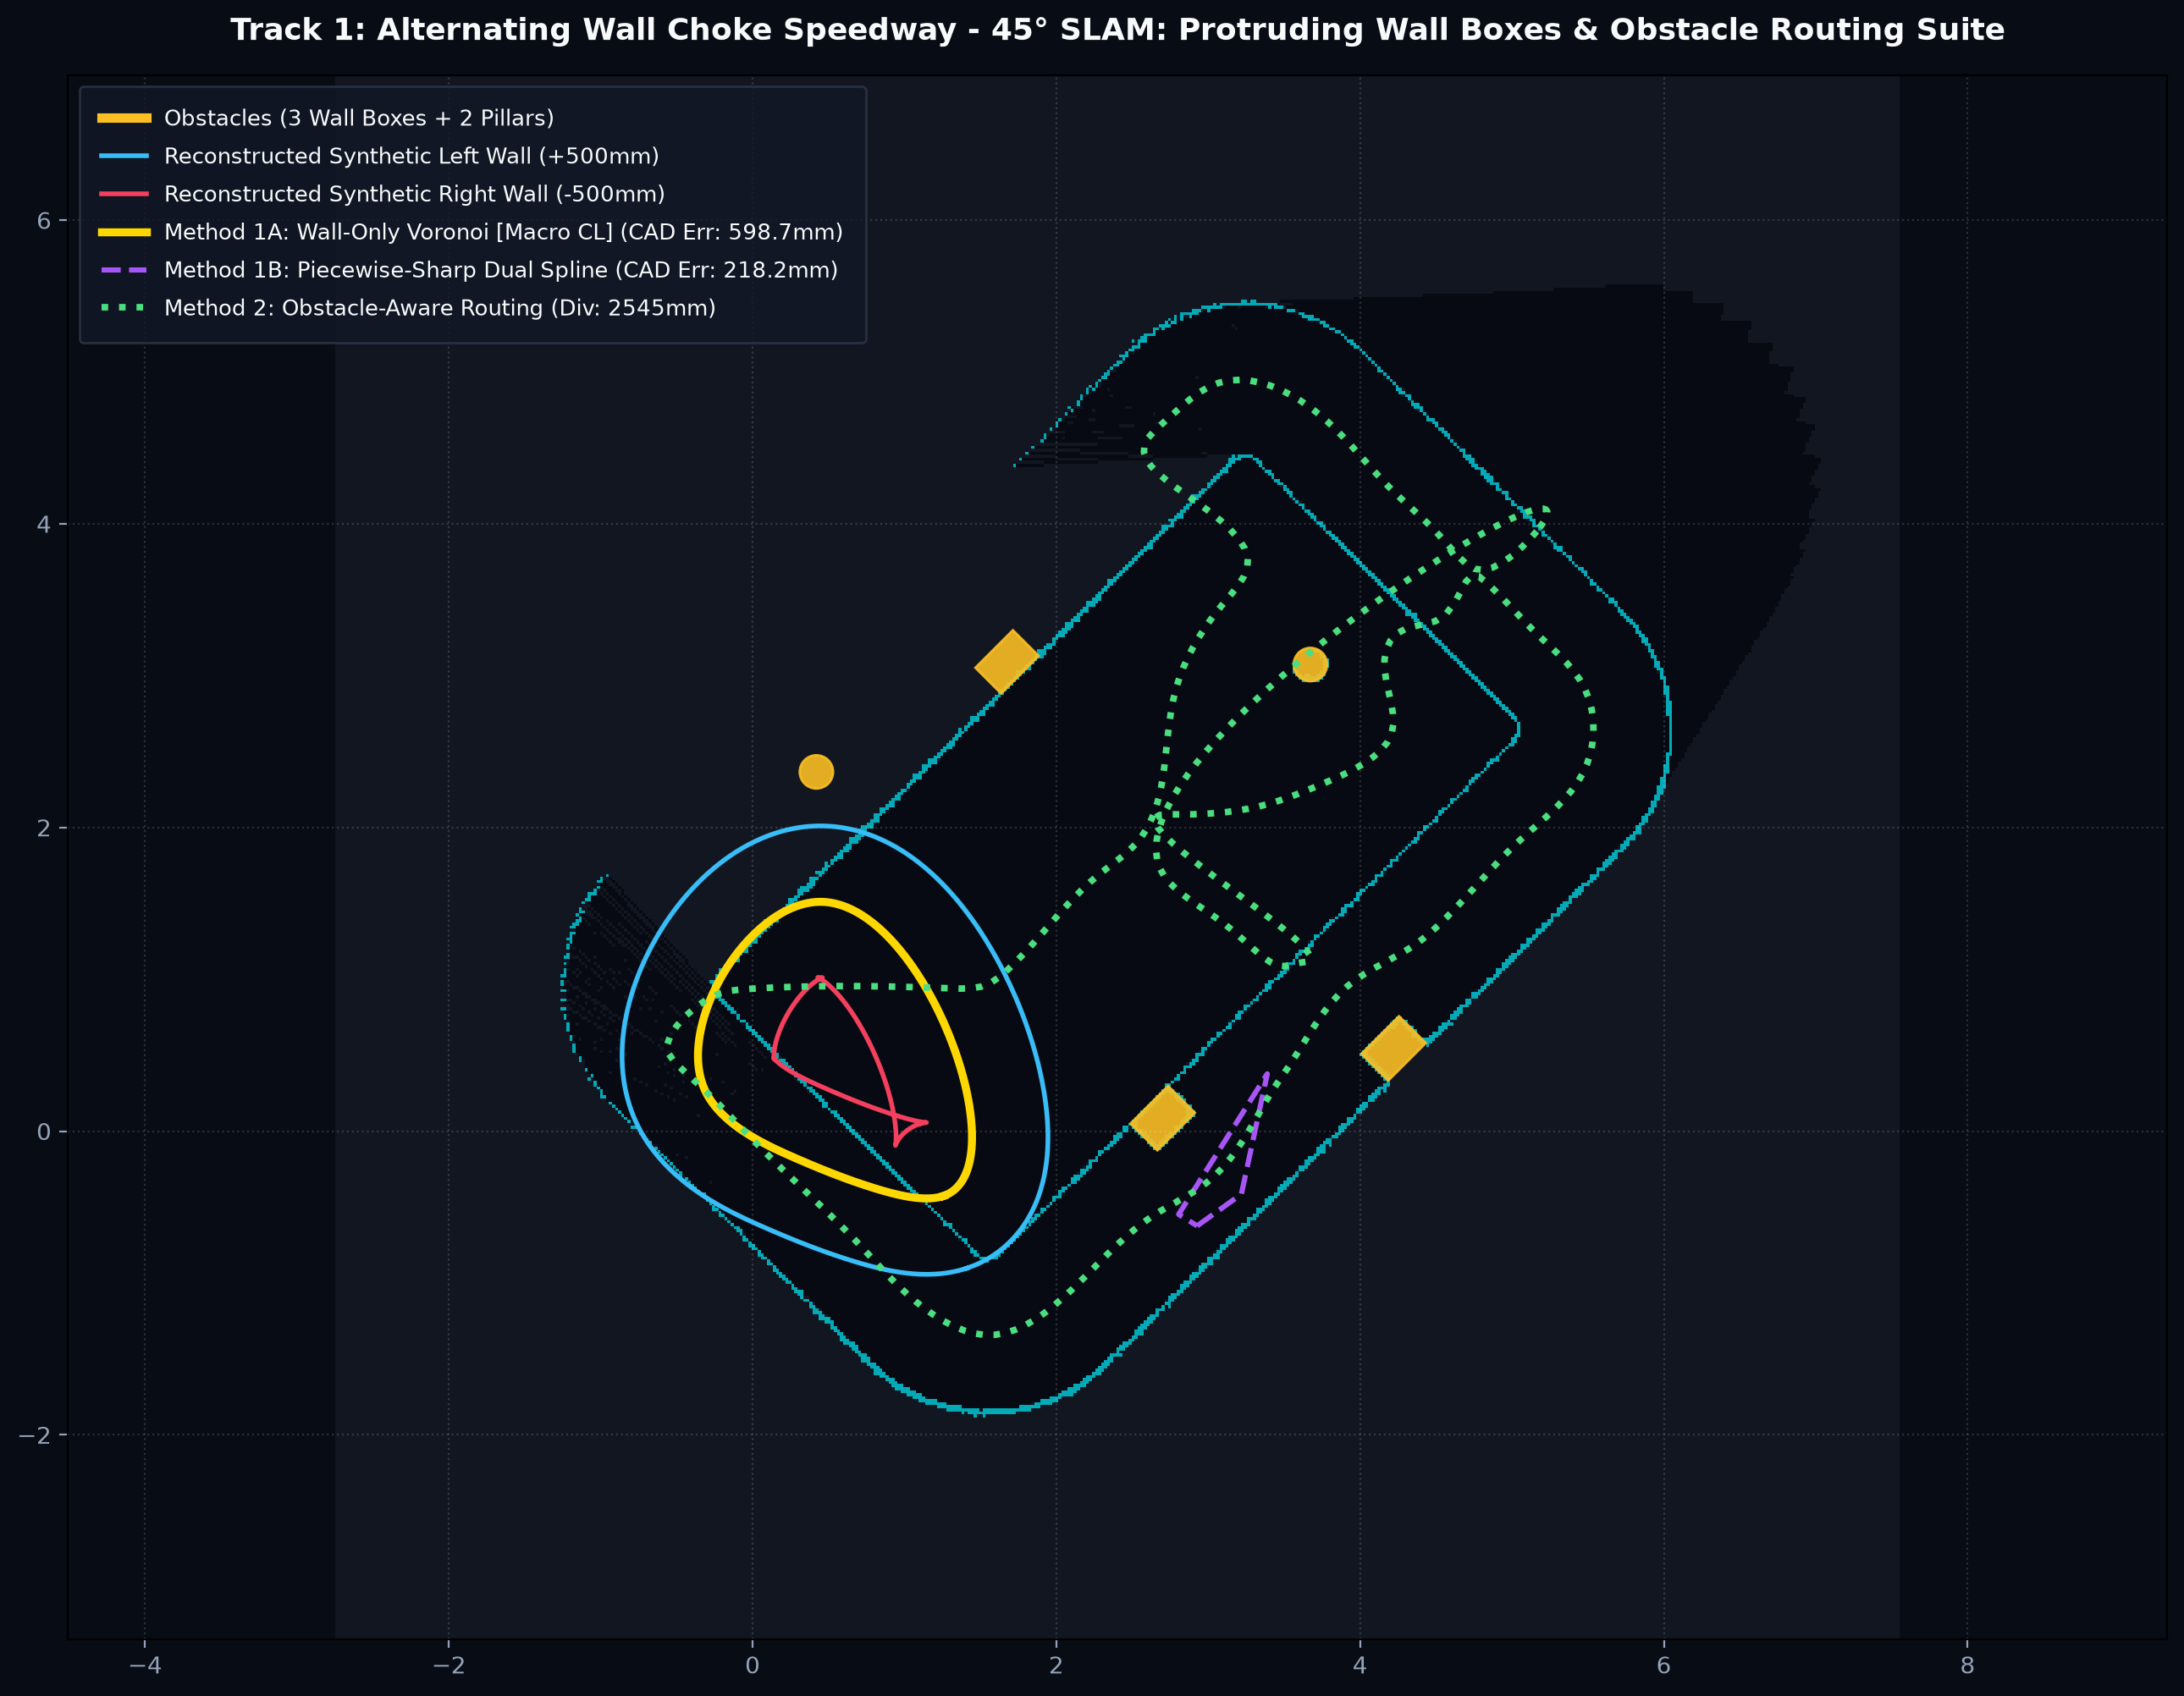 Track 1: Alternating Wall Choke Speedway - 45° SLAM: Protruding Wall Boxes & Obstacle Routing Suite
Obstacles (3 Wall Boxes + 2 Pillars)
Reconstructed Synthetic Left Wall (+500mm)
Reconstructed Synthetic Right Wall (-500mm)
Method 1A: Wall-Only Voronoi [Macro CL] (CAD Err: 598.7mm)
Method 1B: Piecewise-Sharp Dual Spline (CAD Err: 218.2mm)
Method 2: Obstacle-Aware Routing (Div: 2545mm)
6
4
2
0
−2
−4
−2
0
2
4
6
8